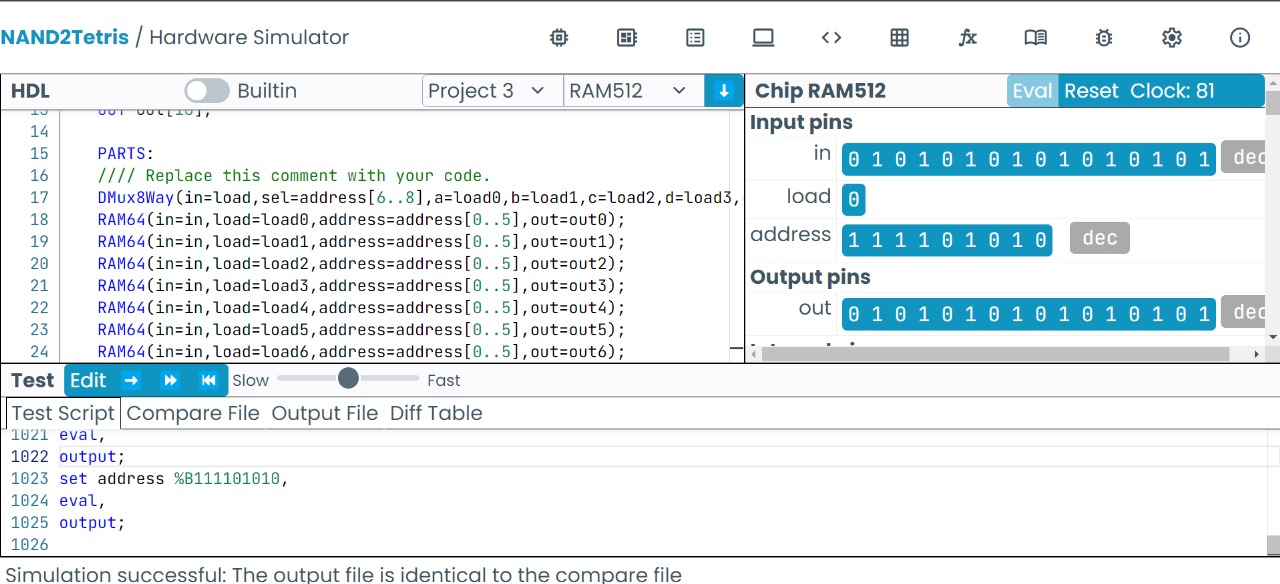 NAND2Tetris / Hardware Simulator
HDL Builtin Project 3 RAM512
14
15 PARTS:
16 //// Replace this comment with your code.
17 DMux8Way(in=load,sel=address[6..8],a=load0,b=load1,c=load2,d=load3,
18 RAM64(in=in,load=load0,address=address[0..5],out=out0);
19 RAM64(in=in,load=load1,address=address[0..5],out=out1);
20 RAM64(in=in,load=load2,address=address[0..5],out=out2);
21 RAM64(in=in,load=load3,address=address[0..5],out=out3);
22 RAM64(in=in,load=load4,address=address[0..5],out=out4);
23 RAM64(in=in,load=load5,address=address[0..5],out=out5);
24 RAM64(in=in,load=load6,address=address[0..5],out=out6);
Chip RAM512 Eval Reset Clock: 81
Input pins
in 0 1 0 1 0 1 0 1 0 1 0 1 0 1 0 1 dec
load 0
address 1 1 1 1 0 1 0 1 0 dec
Output pins
out 0 1 0 1 0 1 0 1 0 1 0 1 0 1 0 1 dec
Test Edit Slow Fast
Test Script Compare File Output File Diff Table
1021 eval,
1022 output;
1023 set address %B111101010,
1024 eval,
1025 output;
1026
Simulation successful: The output file is identical to the compare file